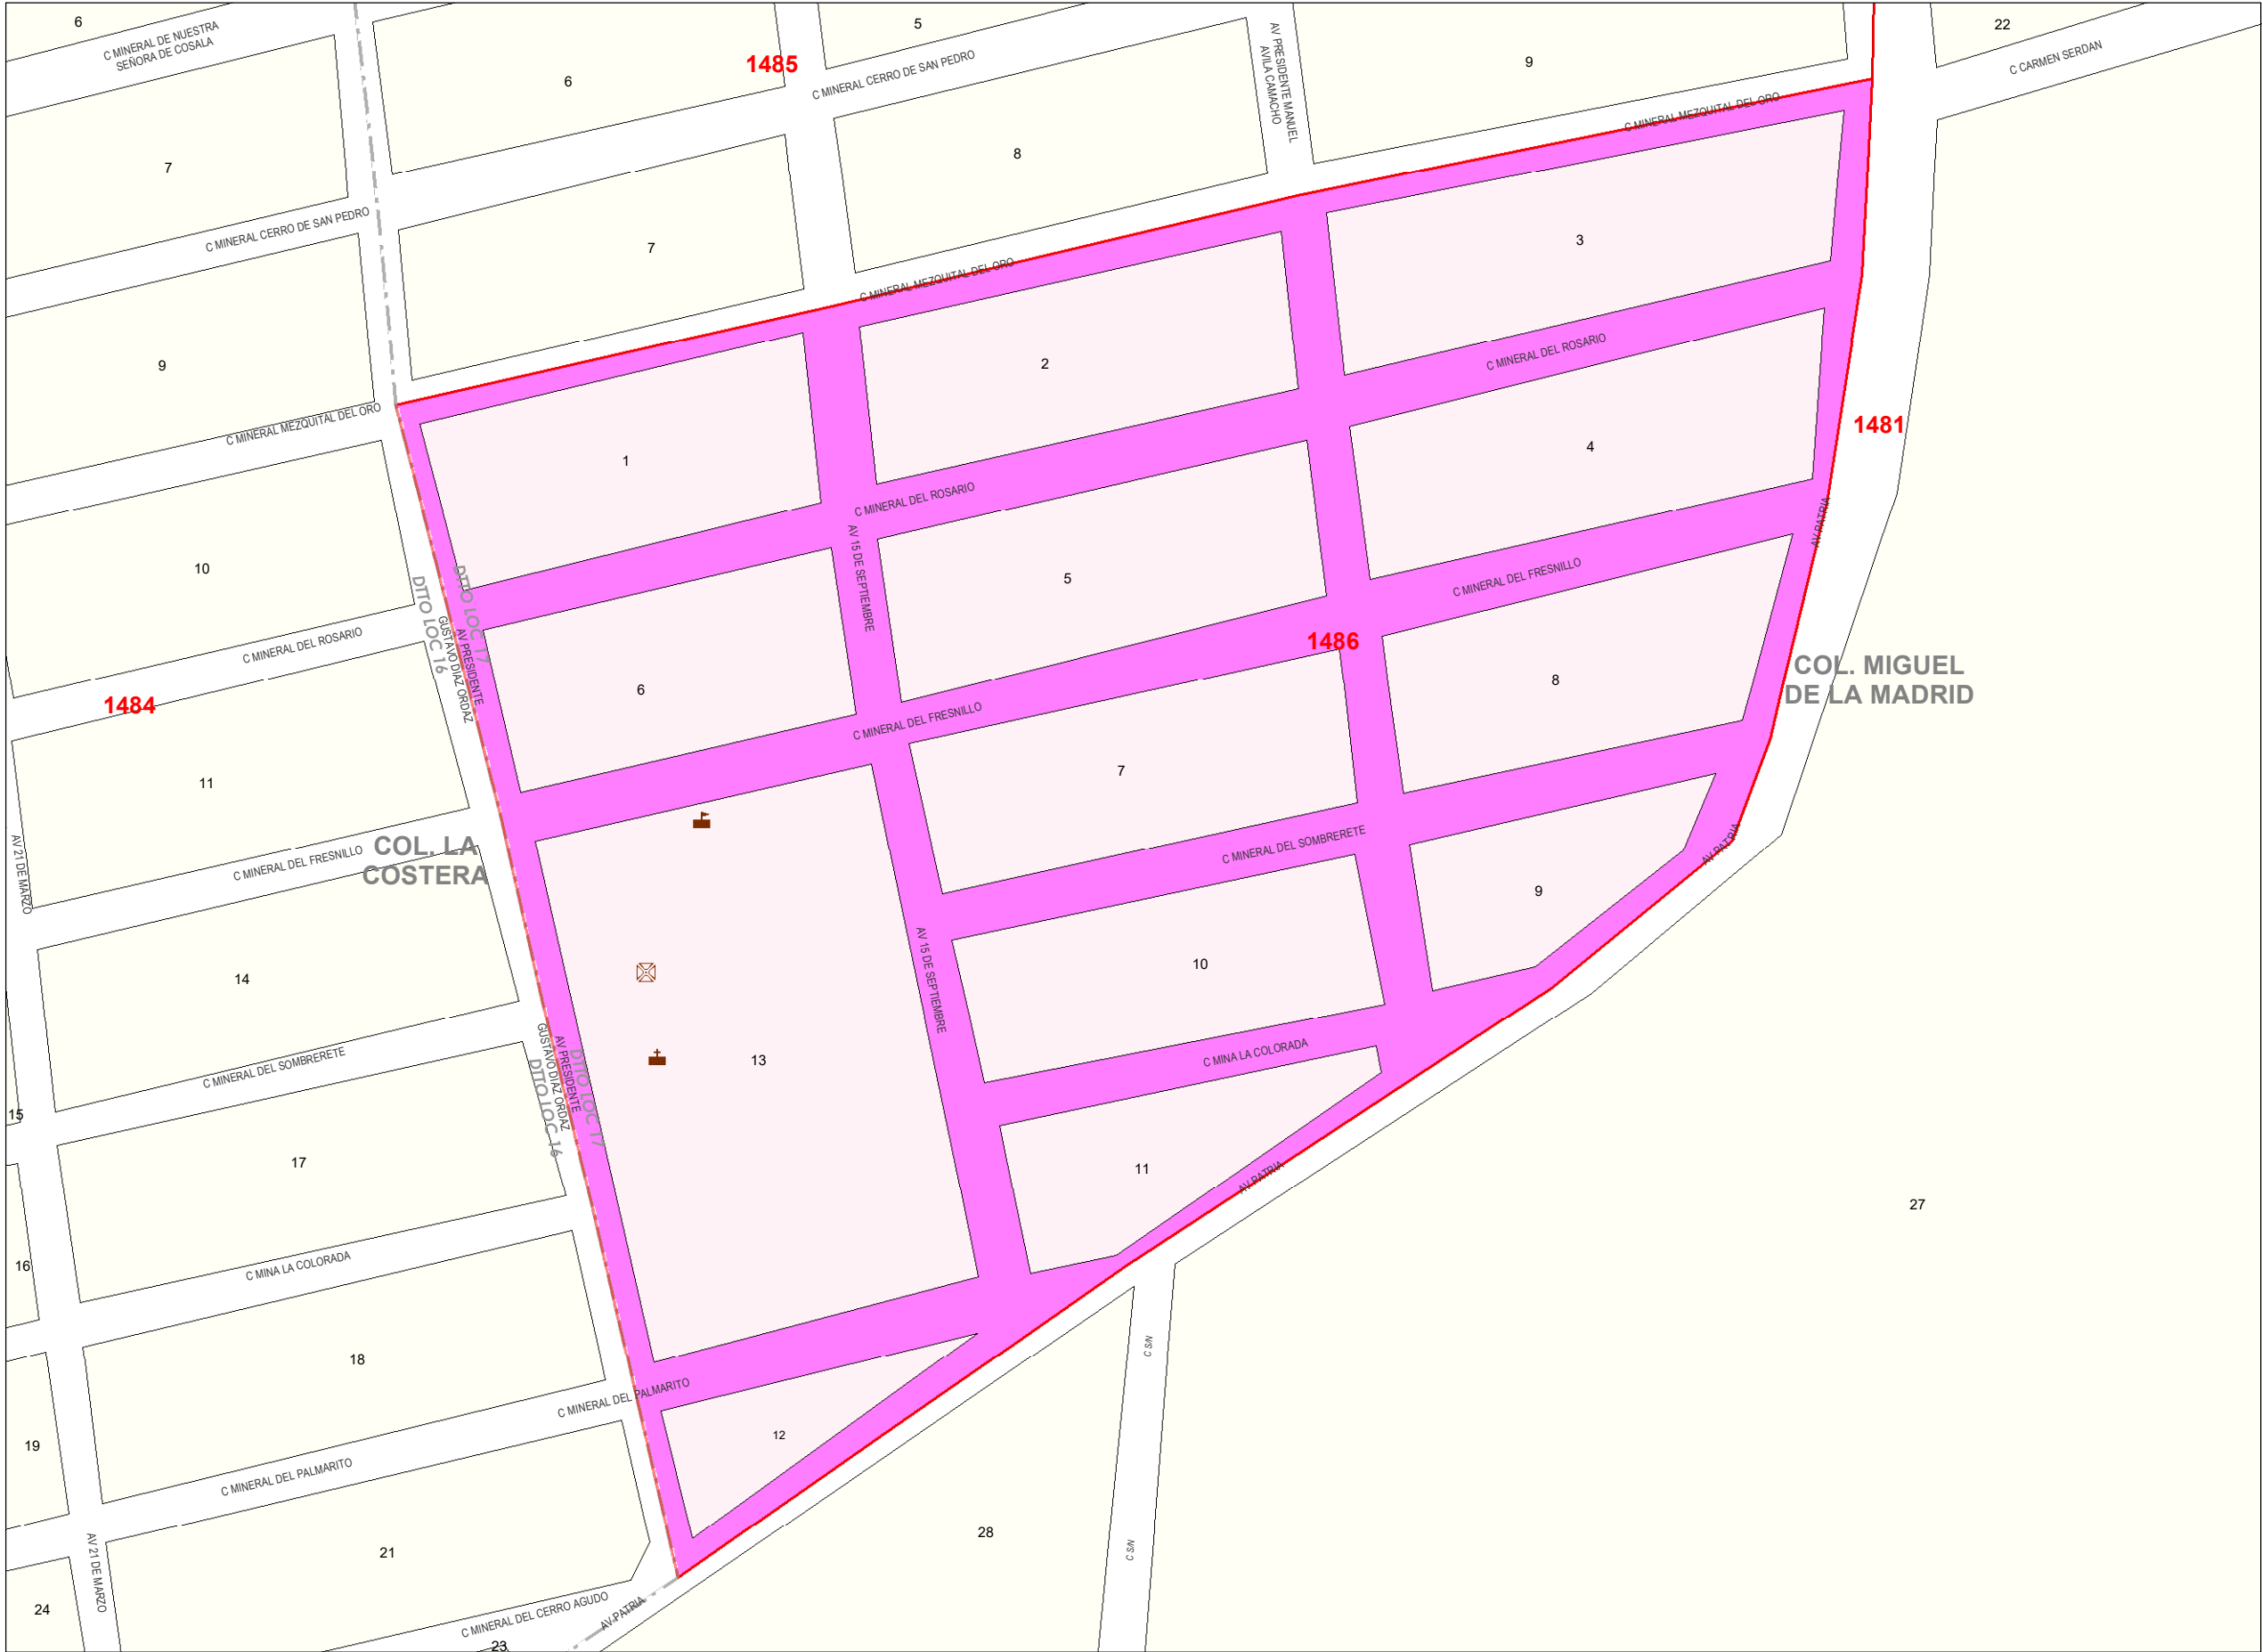 6
C MINERAL DE NUESTRA
SEÑORA DE COSALA
5
22
C CARMEN SERDAN
1485
6
C MINERAL CERRO DE SAN PEDRO
AV PRESIDENTE MANUEL
AVILA CAMACHO
9
C MINERAL MEZQUITAL DEL ORO
7
8
C MINERAL CERRO DE SAN PEDRO
7
3
C MINERAL MEZQUITAL DEL ORO
9
2
C MINERAL DEL ROSARIO
C MINERAL MEZQUITAL DEL ORO
1481
1
4
C MINERAL DEL ROSARIO
AV PATRIA
10
AV 15 DE SEPTIEMBRE
5
C MINERAL DEL FRESNILLO
DTTO LOC 17
DTTO LOC 16
AV PRESIDENTE
GUSTAVO DIAZ ORDAZ
C MINERAL DEL ROSARIO
1486
COL. MIGUEL
DE LA MADRID
6
8
1484
C MINERAL DEL FRESNILLO
11
7
COL. LA
COSTERA
C MINERAL DEL FRESNILLO
AV 21 DE MARZO
C MINERAL DEL SOMBRERETE
AV PATRIA
9
14
AV 15 DE SEPTIEMBRE
10
C MINERAL DEL SOMBRERETE
AV PRESIDENTE
GUSTAVO DIAZ ORDAZ
DTTO LOC 17
DTTO LOC 16
13
C MINA LA COLORADA
15
17
11
AV PATRIA
27
16
C MINA LA COLORADA
18
C SN
C MINERAL DEL PALMARITO
19
12
C MINERAL DEL PALMARITO
28
C SN
21
AV 21 DE MARZO
24
C MINERAL DEL CERRO AGUDO
AV PATRIA
23